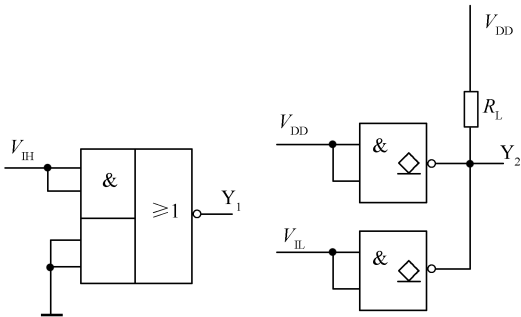 V_IH
&
≥1
Y_1
V_DD
R_L
V_DD
&
Y_2
V_IL
&